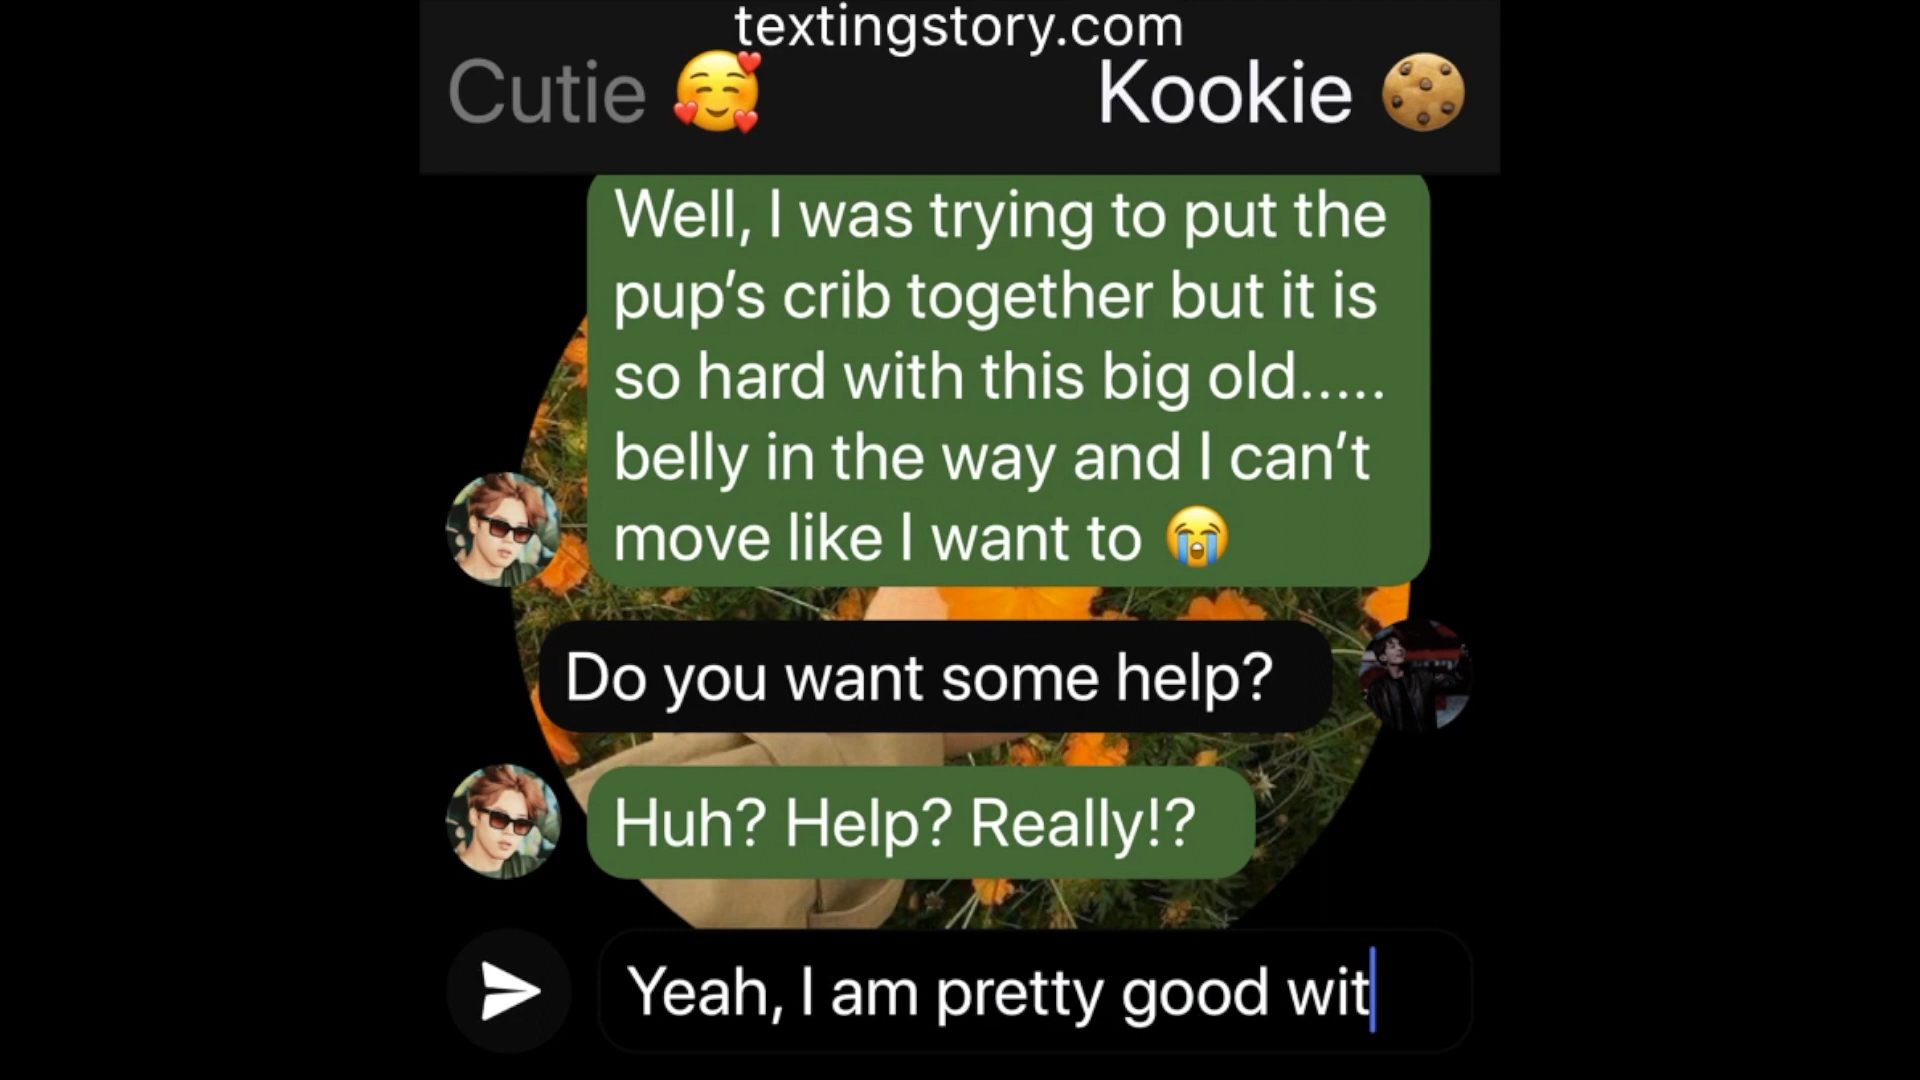 textingstory.com
Cutie 🥰 Kookie 🍪
Well, I was trying to put the
pup’s crib together but it is
so hard with this big old.....
belly in the way and I can’t
move like I want to 😭
Do you want some help?
Huh? Help? Really!?
Yeah, I am pretty good wit